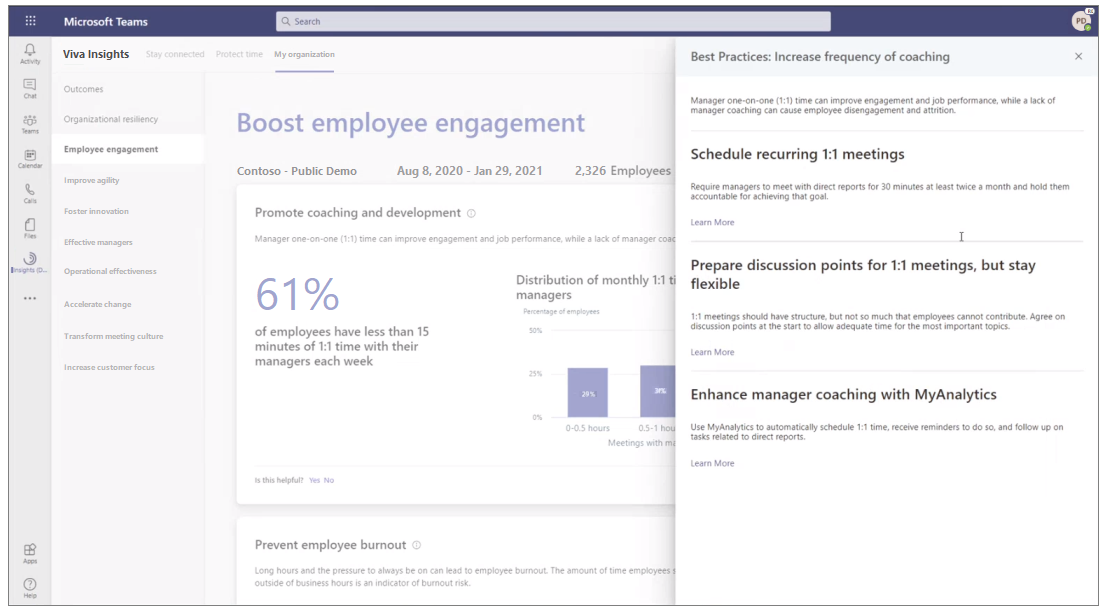 Microsoft Teams
Search
PD
Activity
Chat
Teams
Calendar
Calls
Files
Insights (D...
Apps
Help
Viva Insights
Stay connected
Protect time
My organization
Outcomes
Organizational resiliency
Employee engagement
Improve agility
Foster innovation
Effective managers
Operational effectiveness
Accelerate change
Transform meeting culture
Increase customer focus
Boost employee engagement
Contoso - Public Demo
Aug 8, 2020 - Jan 29, 2021
2,326 Employees
Promote coaching and development
Manager one-on-one (1:1) time can improve engagement and job performance, while a lack of manager coac
61%
of employees have less than 15
minutes of 1:1 time with their
managers each week
Distribution of monthly 1:1 ti
managers
Percentage of employees
50%
25%
0%
29%
0-0.5 hours
0.5-1 hou
Meetings with ma
Is this helpful? Yes No
Prevent employee burnout
Long hours and the pressure to always be on can lead to employee burnout. The amount of time employees s
outside of business hours is an indicator of burnout risk.
Best Practices: Increase frequency of coaching
Manager one-on-one (1:1) time can improve engagement and job performance, while a lack of
manager coaching can cause employee disengagement and attrition.
Schedule recurring 1:1 meetings
Require managers to meet with direct reports for 30 minutes at least twice a month and hold them
accountable for achieving that goal.
Learn More
Prepare discussion points for 1:1 meetings, but stay
flexible
1:1 meetings should have structure, but not so much that employees cannot contribute. Agree on
discussion points at the start to allow adequate time for the most important topics.
Learn More
Enhance manager coaching with MyAnalytics
Use MyAnalytics to automatically schedule 1:1 time, receive reminders to do so, and follow up on
tasks related to direct reports.
Learn More